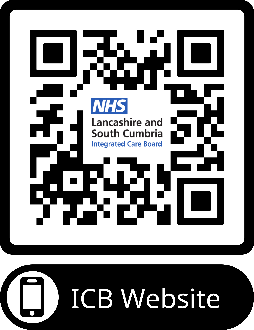 NHS
Lancashire and
South Cumbria
Integrated Care Board
ICB Website